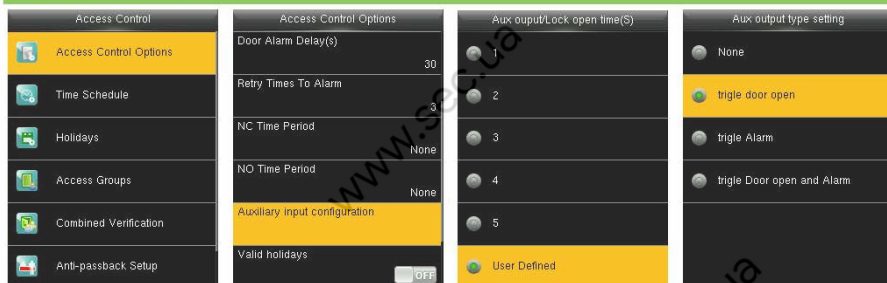 Access Control
Access Control Options
Time Schedule
Holidays
Access Groups
Combined Verification
Anti-passback Setup
Access Control Options
Door Alarm Delay(s)
30
Retry Times To Alarm
3
NC Time Period
None
NO Time Period
None
Auxiliary input configuration
Valid holidays
OFF
Aux ouput/Lock open time(S)
1
2
3
4
5
User Defined
Aux output type setting
None
trigle door open
trigle Alarm
trigle Door open and Alarm
www.sec.ua
ua